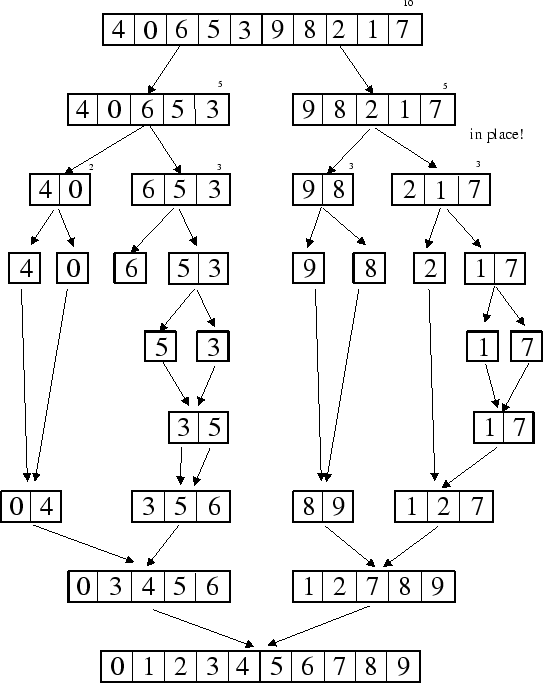 10
4 0 6 5 3 9 8 2 1 7
5 5
4 0 6 5 3 9 8 2 1 7
in place!
2 3 3 3
4 0 6 5 3 9 8 2 1 7
4 0 6 5 3 9 8 2 1 7
5 3 1 7
3 5 1 7
0 4 3 5 6 8 9 1 2 7
0 3 4 5 6 1 2 7 8 9
0 1 2 3 4 5 6 7 8 9